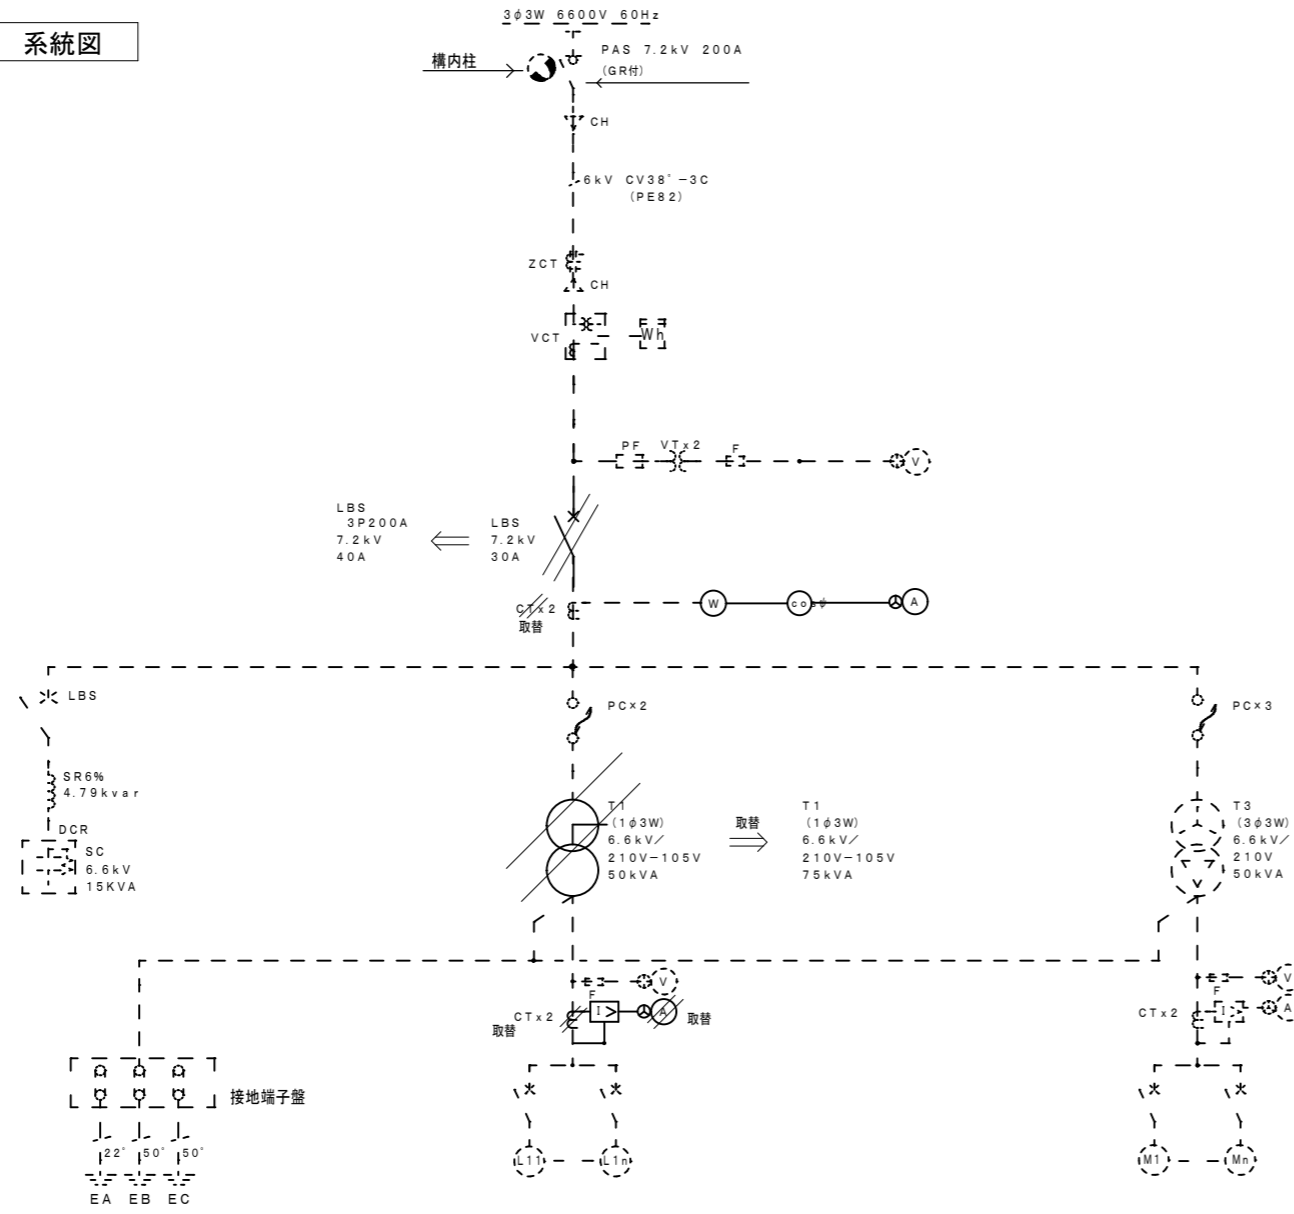 系統図
3φ3W 6600V 60Hz
構内柱
PAS 7.2kV 200A
(GR付)
CH
6kV CV38°-3C
(PE82)
ZCT
CH
VCT
Wh
PF
VTx2
F
V
LBS
3P200A
7.2kV
40A
LBS
7.2kV
30A
CTx2
取替
W
cosφ
A
LBS
PC×2
PC×3
SR6%
4.79kvar
DCR
SC
6.6kV
15KVA
T1
(1φ3W)
6.6kV/
210V-105V
50kVA
取替
T1
(1φ3W)
6.6kV/
210V-105V
75kVA
T3
(3φ3W)
6.6kV/
210V
50kVA
F
V
CTx2
取替
I>
A
取替
F
V
CTx2
I>
A
接地端子盤
22°
50°
50°
EA
EB
EC
L11
L1n
M1
Mn